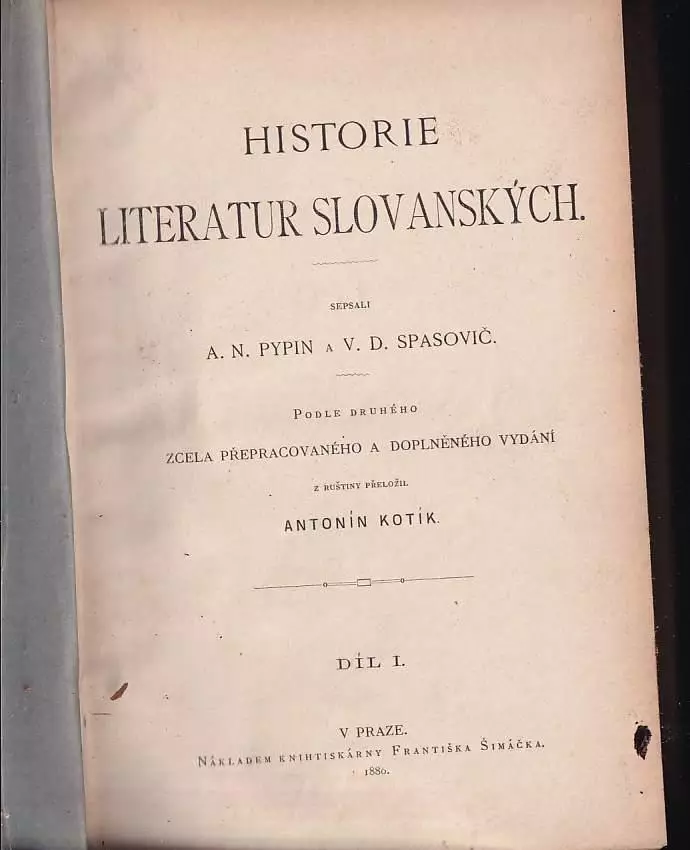 HISTORIE
LITERATUR SLOVANSKÝCH.
SEPSALI
A. N. PYPIN A V. D. SPASOVIČ.
PODLE DRUHÉHO
ZCELA PŘEPRACOVANÉHO A DOPLNĚNÉHO VYDÁNÍ
Z RUŠTINY PŘELOŽIL
ANTONÍN KOTÍK.
DÍL I.
V PRAZE.
NÁKLADEM KNIHTISKÁRNY FRANTIŠKA ŠIMÁČKA.
1880.